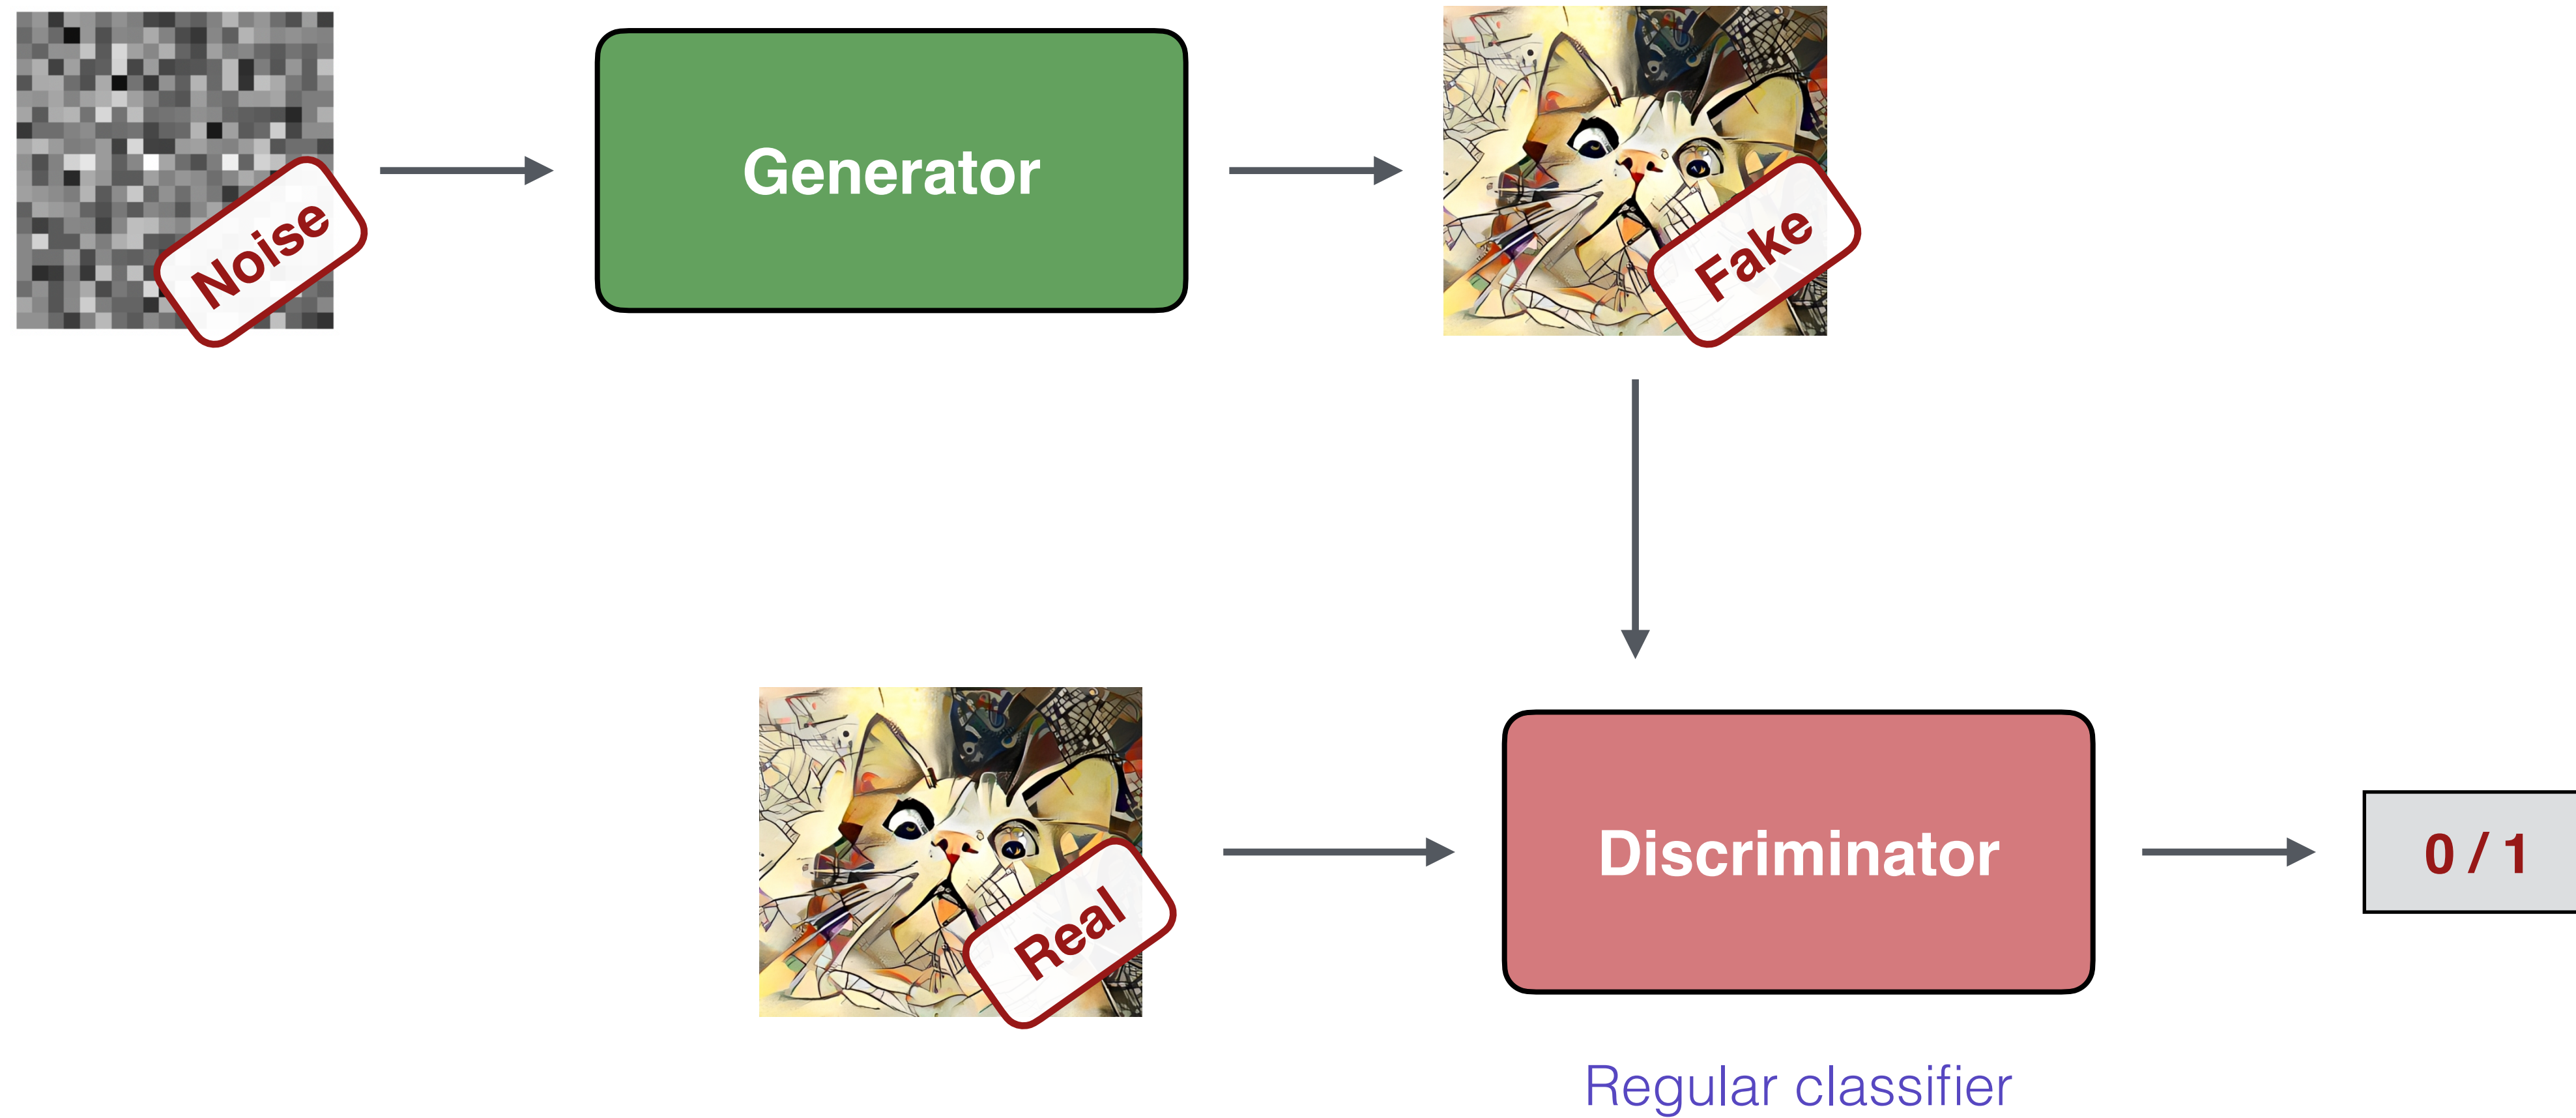 Noise
Generator
Fake
Real
Discriminator
0 / 1
Regular classifier